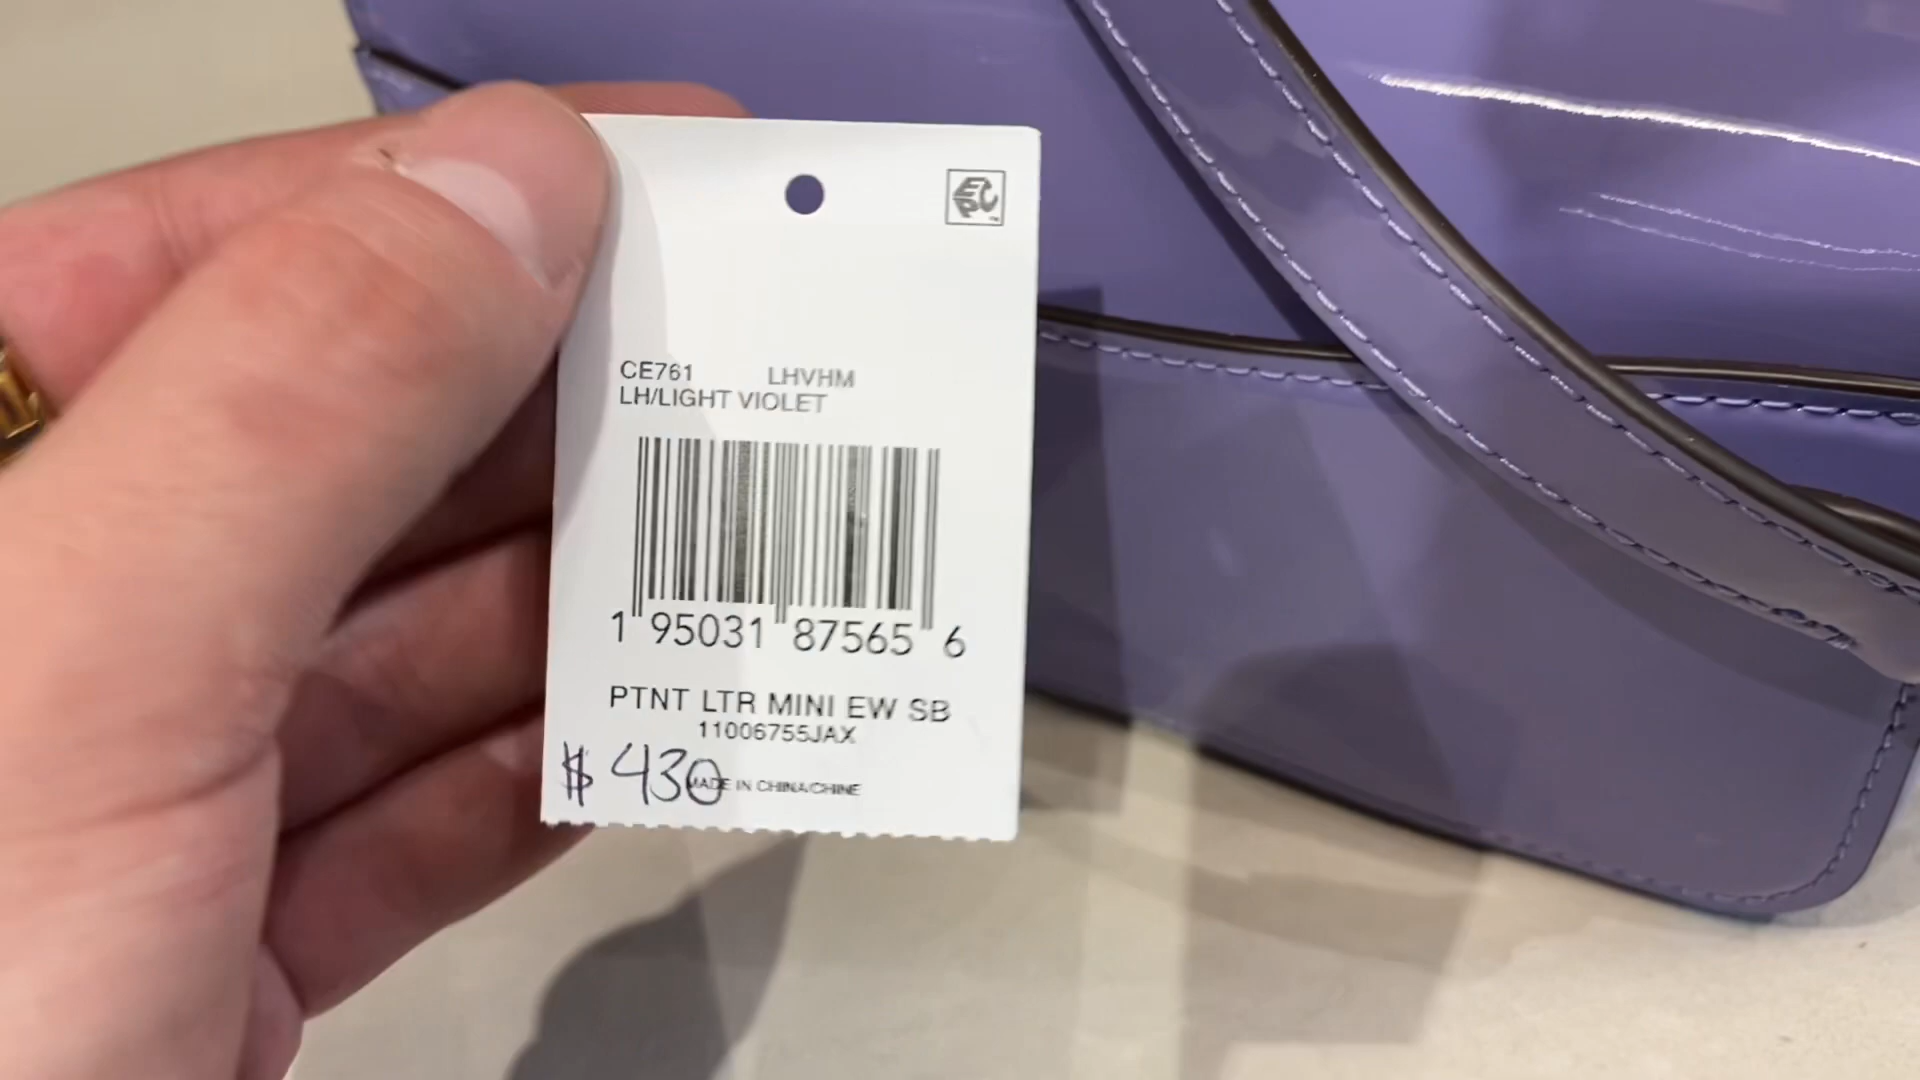 EPC
CE761 LHVHM
LH/LIGHT VIOLET
1 95031 87565 6
PTNT LTR MINI EW SB
11006755JAX
$ 430
MADE IN CHINA/CHINE